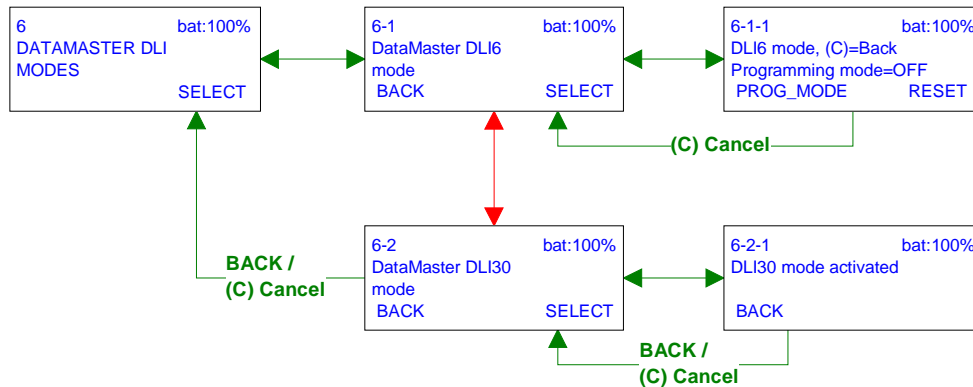 6 bat:100%
DATAMASTER DLI
MODES
SELECT
6-1 bat:100%
DataMaster DLI6
mode
BACK SELECT
6-1-1 bat:100%
DLI6 mode, (C)=Back
Programming mode=OFF
PROG_MODE RESET
(C) Cancel
BACK /
(C) Cancel
6-2 bat:100%
DataMaster DLI30
mode
BACK SELECT
6-2-1 bat:100%
DLI30 mode activated
BACK
BACK /
(C) Cancel